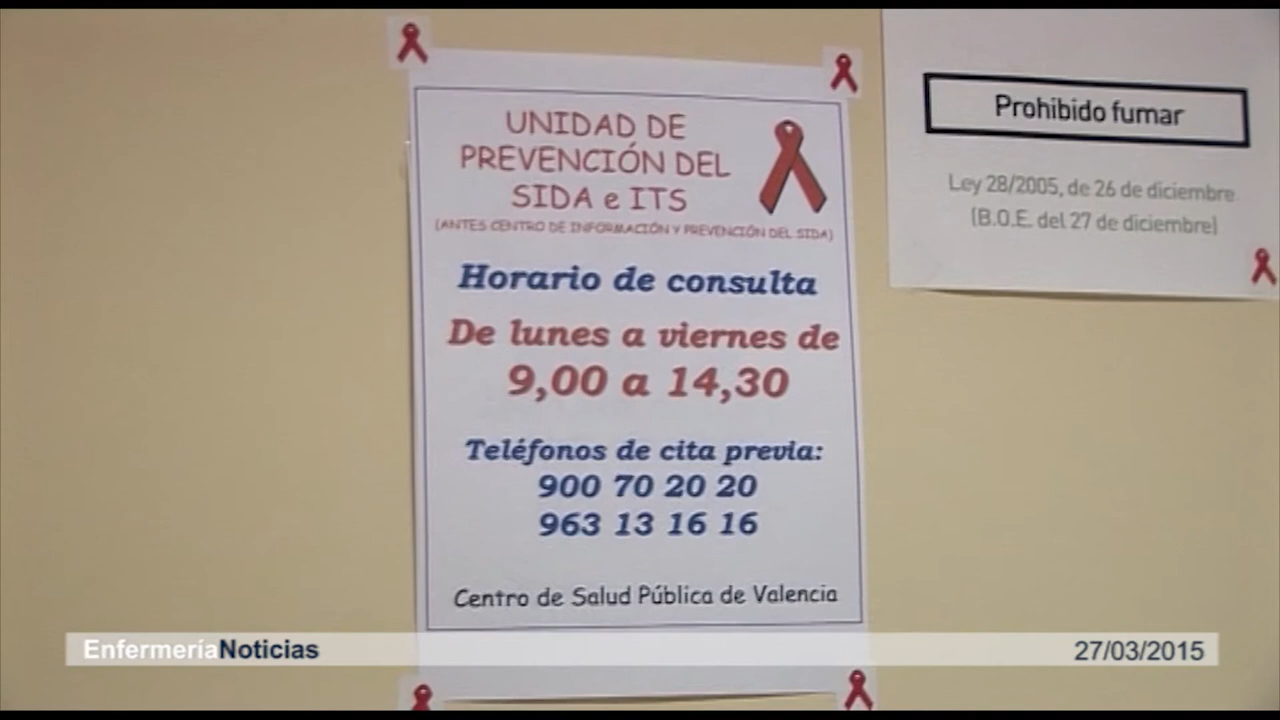 UNIDAD DE
PREVENCIÓN DEL
SIDA e ITS
(ANTES CENTRO DE INFORMACIÓN Y PREVENCIÓN DEL SIDA)
Horario de consulta
De lunes a viernes de
9,00 a 14,30
Teléfonos de cita previa:
900 70 20 20
963 13 16 16
Centro de Salud Pública de Valencia
Prohibido fumar
Ley 28/2005, de 26 de diciembre
(B.O.E. del 27 de diciembre)
EnfermeríaNoticias
27/03/2015